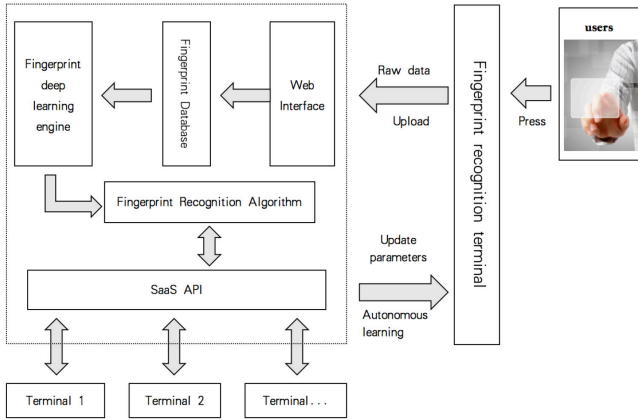 users
Fingerprint
deep
learning
engine
Fingerprint Database
Web
Interface
Raw data
Upload
Fingerprint recognition terminal
Press
Fingerprint Recognition Algorithm
Update
parameters
SaaS API
Autonomous
learning
Terminal 1
Terminal 2
Terminal...